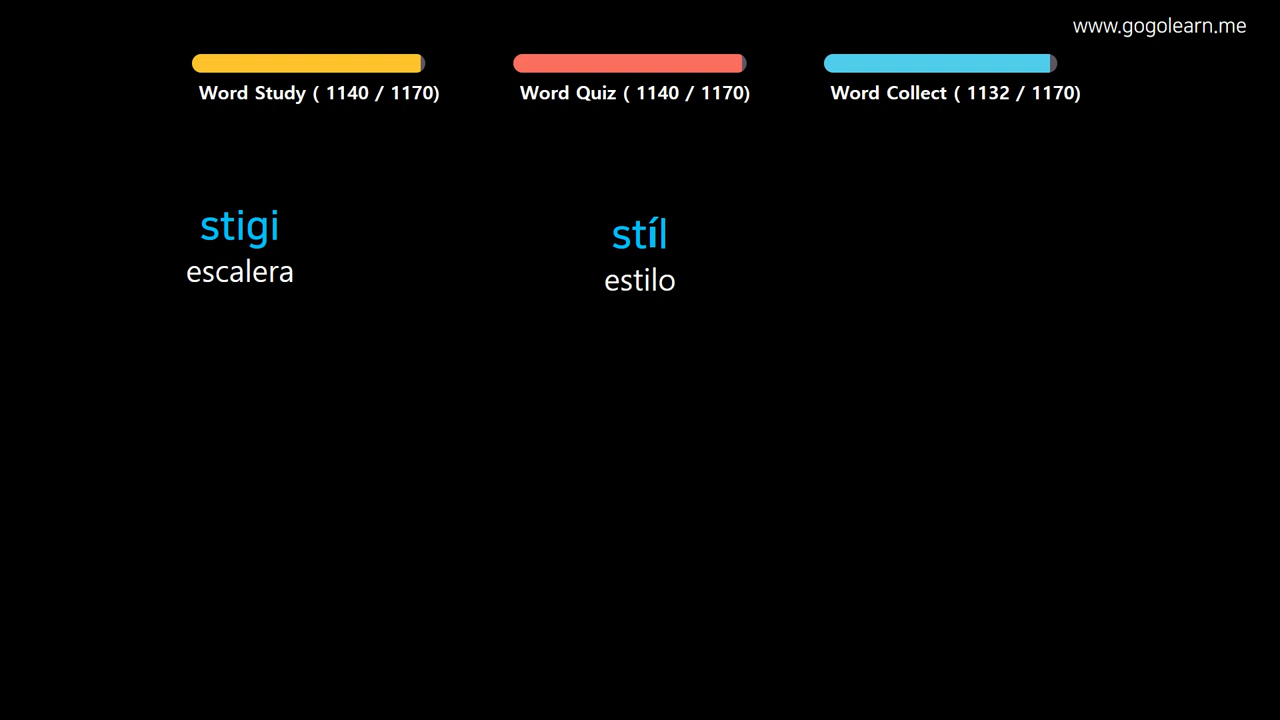 www.gogolearn.me
Word Study ( 1140 / 1170)
Word Quiz ( 1140 / 1170)
Word Collect ( 1132 / 1170)
stigi
escalera
stíl
estilo